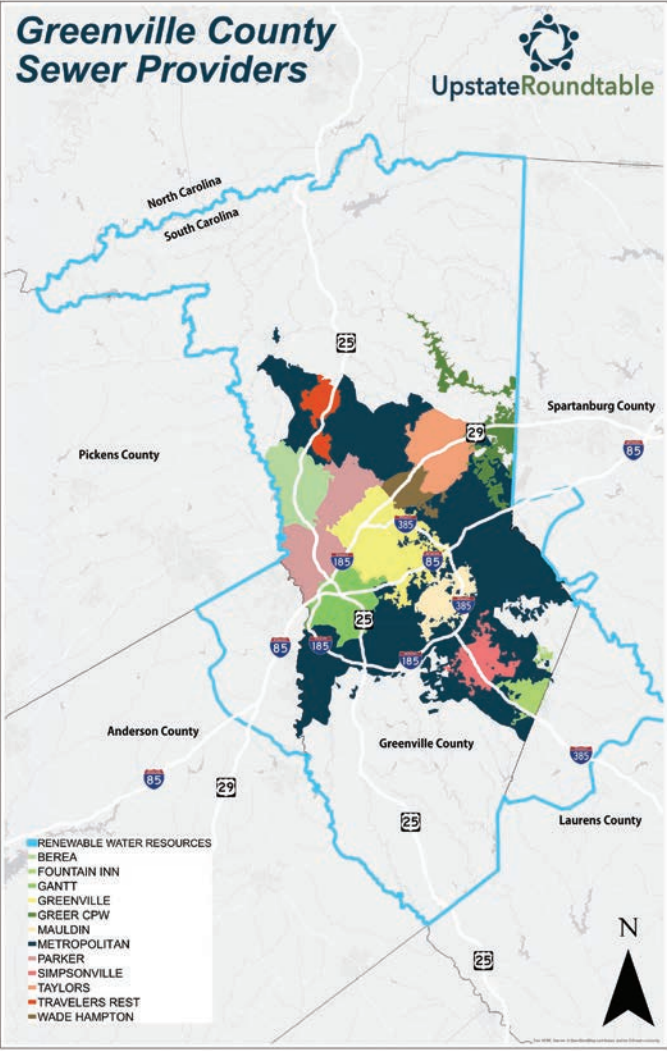 Greenville County
Sewer Providers
UpstateRoundtable
North Carolina
South Carolina
25
Spartanburg County
29
85
Pickens County
385
185
85
385
25
85
185
185
Anderson County
Greenville County
385
85
29
25
Laurens County
RENEWABLE WATER RESOURCES
BEREA
FOUNTAIN INN
GANTT
GREENVILLE
GREER CPW
MAULDIN
METROPOLITAN
PARKER
SIMPSONVILLE
TAYLORS
TRAVELERS REST
WADE HAMPTON
N
25